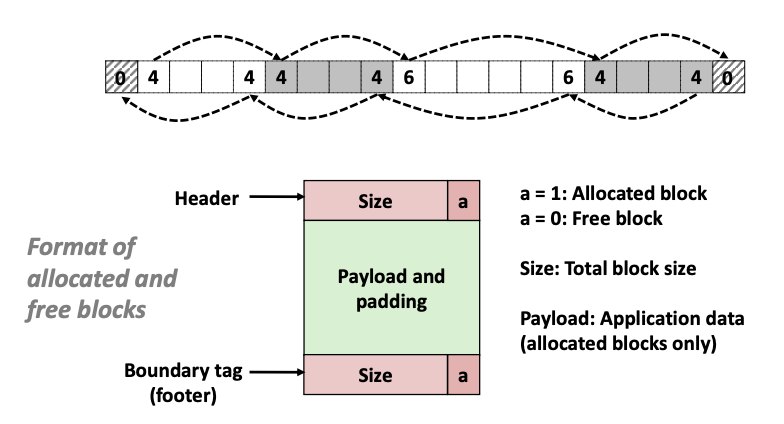 0 4 4 4 4 6 6 4 4 0
Header
Size a
a = 1: Allocated block
a = 0: Free block
Format of
allocated and
free blocks
Payload and
padding
Size: Total block size
Payload: Application data
(allocated blocks only)
Boundary tag
(footer)
Size a